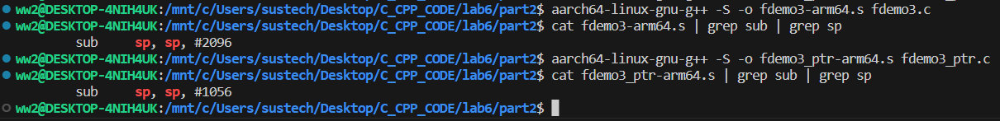 ww2@DESKTOP-4NIH4UK:/mnt/c/Users/sustech/Desktop/C_CPP_CODE/lab6/part2$ aarch64-linux-gnu-g++ -S -o fdemo3-arm64.s fdemo3.c
ww2@DESKTOP-4NIH4UK:/mnt/c/Users/sustech/Desktop/C_CPP_CODE/lab6/part2$ cat fdemo3-arm64.s | grep sub | grep sp
        sub     sp, sp, #2096
ww2@DESKTOP-4NIH4UK:/mnt/c/Users/sustech/Desktop/C_CPP_CODE/lab6/part2$ aarch64-linux-gnu-g++ -S -o fdemo3_ptr-arm64.s fdemo3_ptr.c
ww2@DESKTOP-4NIH4UK:/mnt/c/Users/sustech/Desktop/C_CPP_CODE/lab6/part2$ cat fdemo3_ptr-arm64.s | grep sub | grep sp
        sub     sp, sp, #1056
ww2@DESKTOP-4NIH4UK:/mnt/c/Users/sustech/Desktop/C_CPP_CODE/lab6/part2$